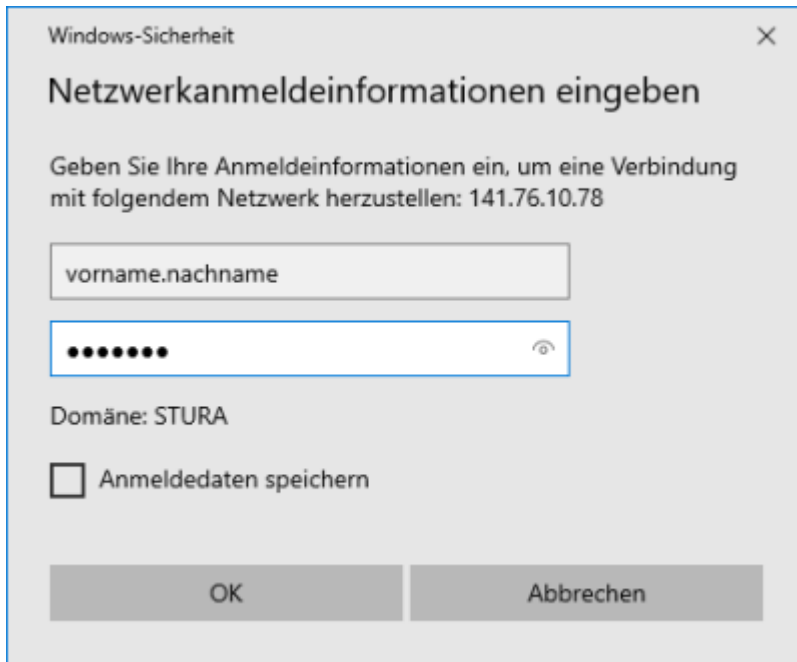 Windows-Sicherheit
Netzwerkanmeldeinformationen eingeben
Geben Sie Ihre Anmeldeinformationen ein, um eine Verbindung
mit folgendem Netzwerk herzustellen: 141.76.10.78
vorname.nachname
•••••••
Domäne: STURA
Anmeldedaten speichern
OK
Abbrechen